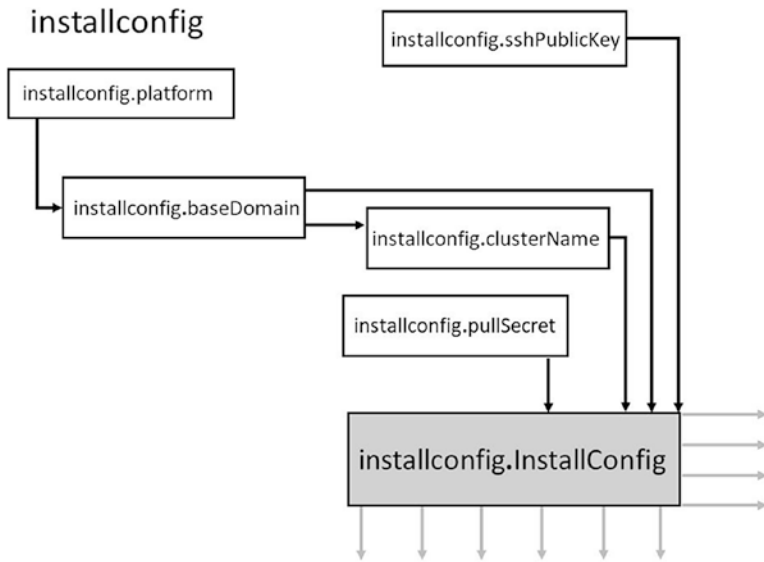 installconfig
installconfig.sshPublicKey
installconfig.platform
installconfig.baseDomain
installconfig.clusterName
installconfig.pullSecret
installconfig.InstallConfig